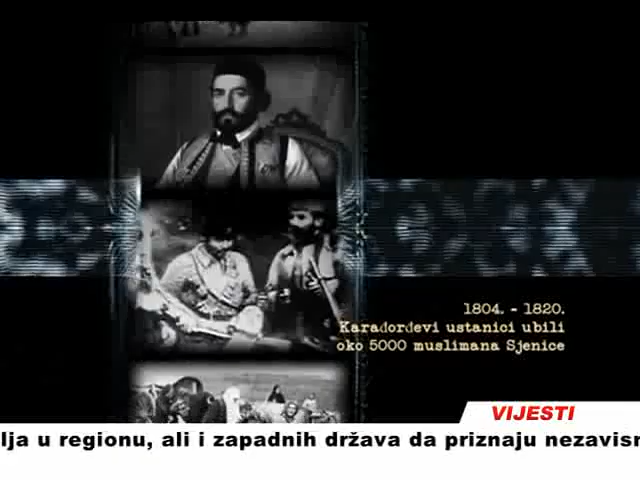 1804. - 1820.
Karađorđevi ustanici ubili
oko 5000 muslimana Sjenice
VIJESTI
lja u regionu, ali i zapadnih država da priznaju nezavisn